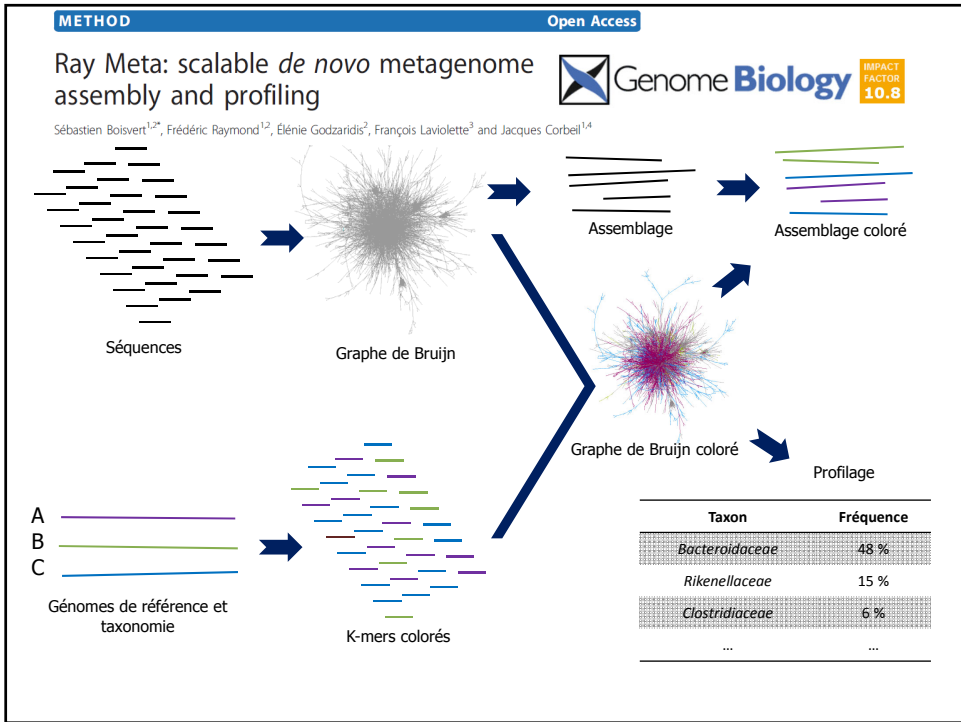 METHOD
Open Access
Ray Meta: scalable de novo metagenome
assembly and profiling
Genome Biology
IMPACT
FACTOR
10.8
Sébastien Boisvert1,2*, Frédéric Raymond1,2, Élénie Godzaridis2, François Laviolette3 and Jacques Corbeil1,4
Assemblage
Assemblage coloré
Séquences
Graphe de Bruijn
Graphe de Bruijn coloré
Profilage
A
B
C
Génomes de référence et
taxonomie
K-mers colorés
Taxon Fréquence
Bacteroidaceae 48 %
Rikenellaceae 15 %
Clostridiaceae 6 %
... ...